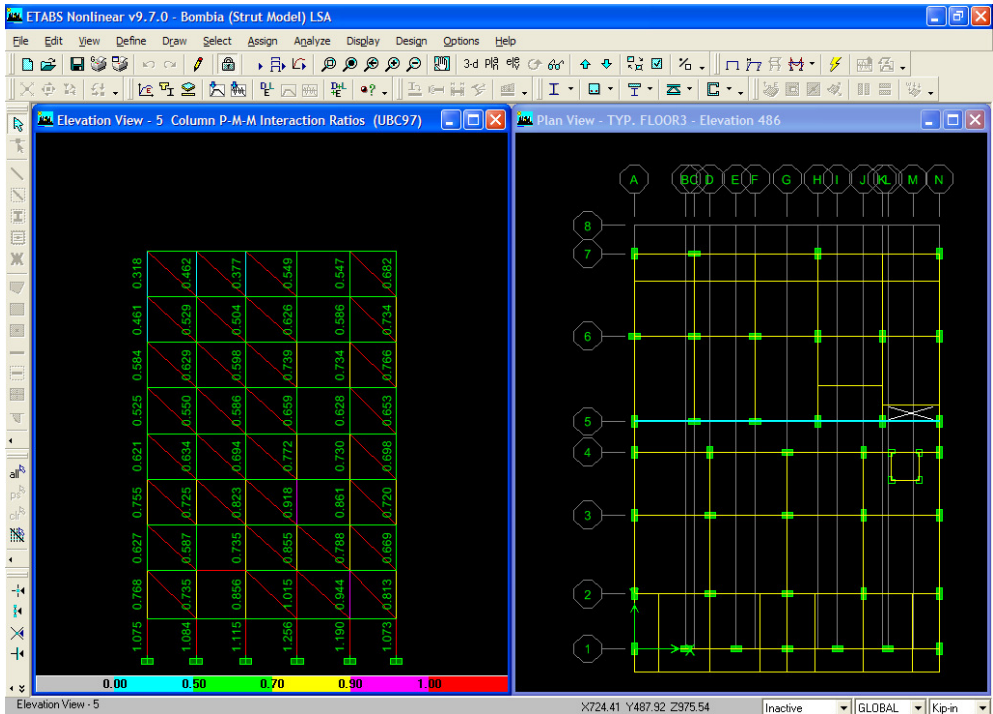 ETABS Nonlinear v9.7.0 - Bombia (Strut Model) LSA
File Edit View Define Draw Select Assign Analyze Display Design Options Help
3-d
Elevation View - 5 Column P-M-M Interaction Ratios (UBC97)
0.318 0.462 0.377 0.549 0.547 0.682
0.461 0.529 0.504 0.626 0.586 0.734
0.584 0.629 0.598 0.739 0.734 0.766
0.525 0.550 0.586 0.659 0.628 0.653
0.621 0.634 0.694 0.772 0.730 0.698
0.755 0.725 0.823 0.918 0.861 0.720
0.627 0.587 0.735 0.855 0.788 0.669
0.768 0.735 0.856 1.015 0.944 0.813
1.075 1.084 1.115 1.256 1.190 1.073
0.00 0.50 0.70 0.90 1.00
Plan View - TYP. FLOOR3 - Elevation 486
A B C D E F G H I J K L M N
8
7
6
5
4
3
2
1
X
all
Elevation View - 5
X724.41 Y487.92 Z975.54
Inactive
GLOBAL
Kip-in